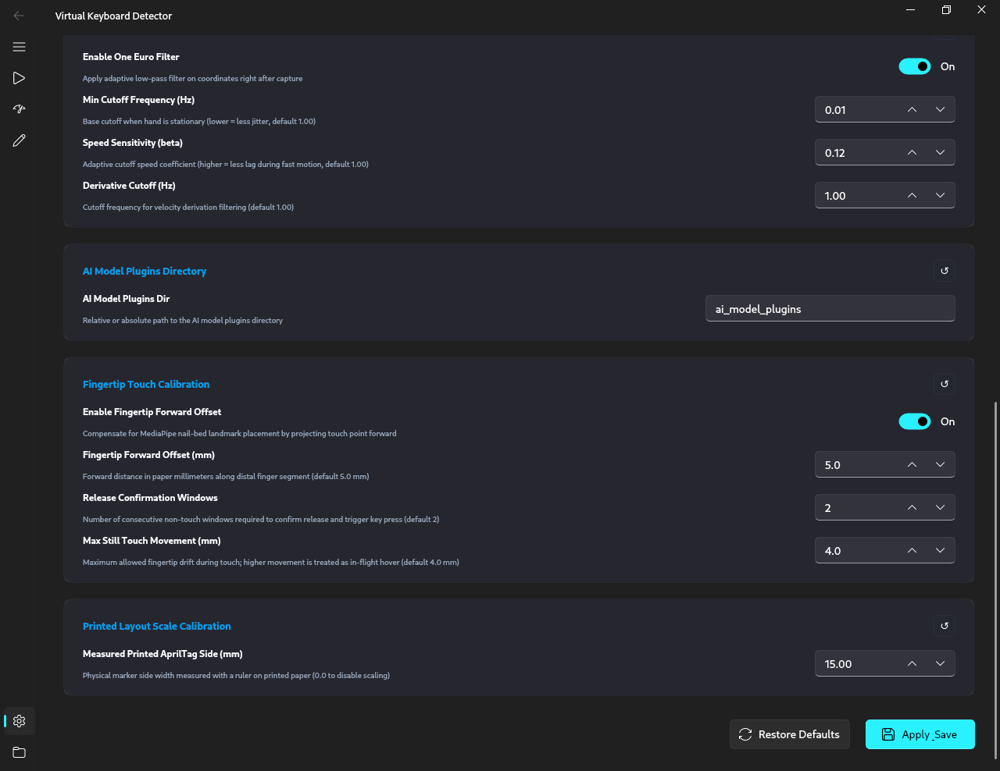 Virtual Keyboard Detector
Enable One Euro Filter
On
Apply adaptive low-pass filter on coordinates right after capture
Min Cutoff Frequency (Hz)
0.01
Base cutoff when hand is stationary (lower = less jitter, default 1.00)
Speed Sensitivity (beta)
0.12
Adaptive cutoff speed coefficient (higher = less lag during fast motion, default 1.00)
Derivative Cutoff (Hz)
1.00
Cutoff frequency for velocity derivation filtering (default 1.00)
AI Model Plugins Directory
AI Model Plugins Dir
ai_model_plugins
Relative or absolute path to the AI model plugins directory
Fingertip Touch Calibration
Enable Fingertip Forward Offset
On
Compensate for MediaPipe nail-bed landmark placement by projecting touch point forward
Fingertip Forward Offset (mm)
5.0
Forward distance in paper millimeters along distal finger segment (default 5.0 mm)
Release Confirmation Windows
2
Number of consecutive non-touch windows required to confirm release and trigger key press (default 2)
Max Still Touch Movement (mm)
4.0
Maximum allowed fingertip drift during touch; higher movement is treated as in-flight hover (default 4.0 mm)
Printed Layout Scale Calibration
Measured Printed AprilTag Side (mm)
15.00
Physical marker side width measured with a ruler on printed paper (0.0 to disable scaling)
Restore Defaults
Apply _Save